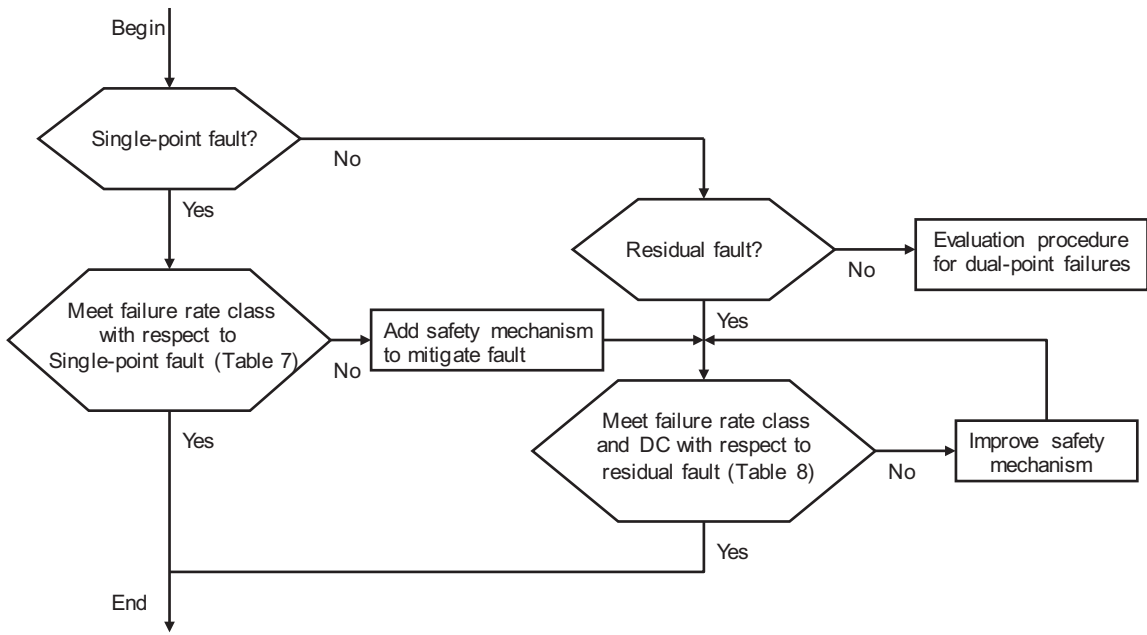 Begin
Single-point fault?
No
Yes
Residual fault?
No
Evaluation procedure
for dual-point failures
Yes
Meet failure rate class
with respect to
Single-point fault (Table 7)
No
Add safety mechanism
to mitigate fault
Yes
Meet failure rate class
and DC with respect to
residual fault (Table 8)
No
Improve safety
mechanism
Yes
End